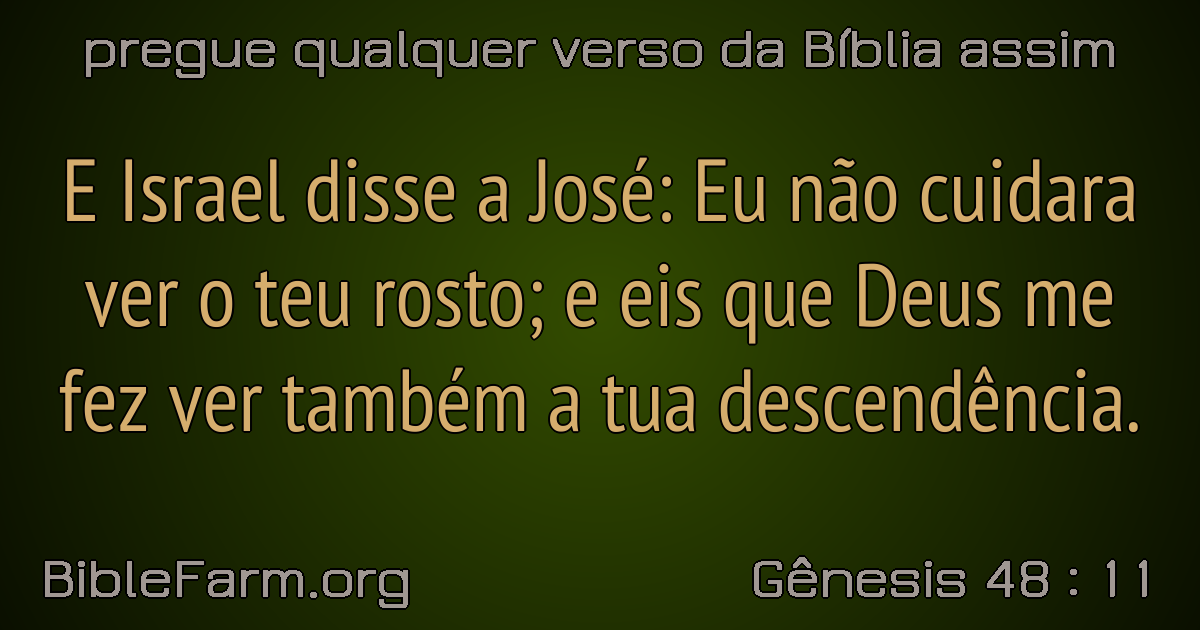 pregue qualquer verso da Bíblia assim
E Israel disse a José: Eu não cuidara
ver o teu rosto; e eis que Deus me
fez ver também a tua descendência.
BibleFarm.org
Gênesis 48 : 11